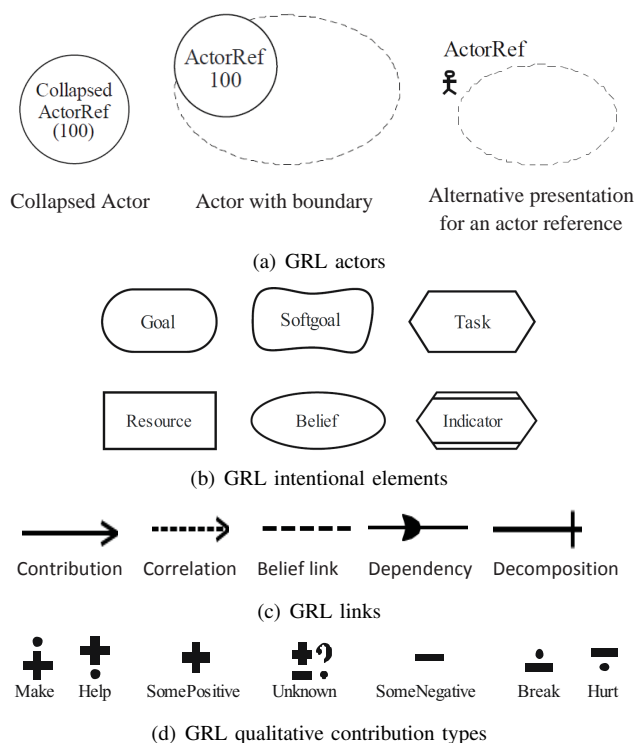 Collapsed
ActorRef
(100)
ActorRef
100
ActorRef
Collapsed Actor
Actor with boundary
Alternative presentation
for an actor reference
(a) GRL actors
Goal
Softgoal
Task
Resource
Belief
Indicator
(b) GRL intentional elements
Contribution
Correlation
Belief link
Dependency
Decomposition
(c) GRL links
Make
Help
SomePositive
Unknown
SomeNegative
Break
Hurt
(d) GRL qualitative contribution types